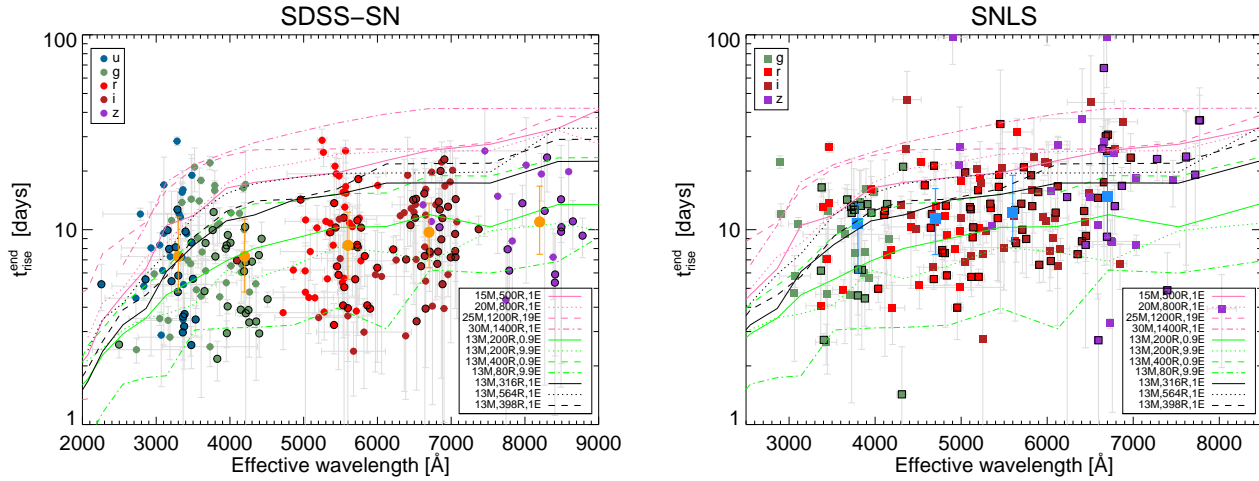 SDSS-SN
100
10
1
t_rise^end [days]
u
g
r
i
z
15M,500R,1E
20M,800R,1E
25M,1200R,19E
30M,1400R,1E
13M,200R,0.9E
13M,200R,9.9E
13M,400R,0.9E
13M,80R,9.9E
13M,316R,1E
13M,564R,1E
13M,398R,1E
2000 3000 4000 5000 6000 7000 8000 9000
Effective wavelength [Å]
SNLS
100
10
1
t_rise^end [days]
g
r
i
z
15M,500R,1E
20M,800R,1E
25M,1200R,19E
30M,1400R,1E
13M,200R,0.9E
13M,200R,9.9E
13M,400R,0.9E
13M,80R,9.9E
13M,316R,1E
13M,564R,1E
13M,398R,1E
3000 4000 5000 6000 7000 8000
Effective wavelength [Å]